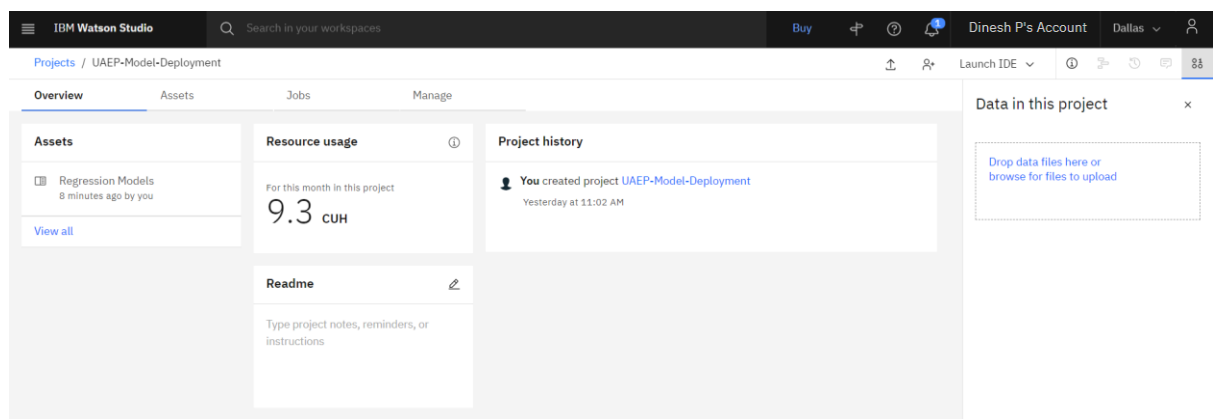 IBM Watson Studio
Search in your workspaces
Buy
1
Dinesh P's Account
Dallas
Projects / UAEP-Model-Deployment
Launch IDE
Overview Assets Jobs Manage
Assets
Regression Models
8 minutes ago by you
View all
Resource usage
For this month in this project
9.3 CUH
Readme
Type project notes, reminders, or
instructions
Project history
You created project UAEP-Model-Deployment
Yesterday at 11:02 AM
Data in this project
Drop data files here or
browse for files to upload